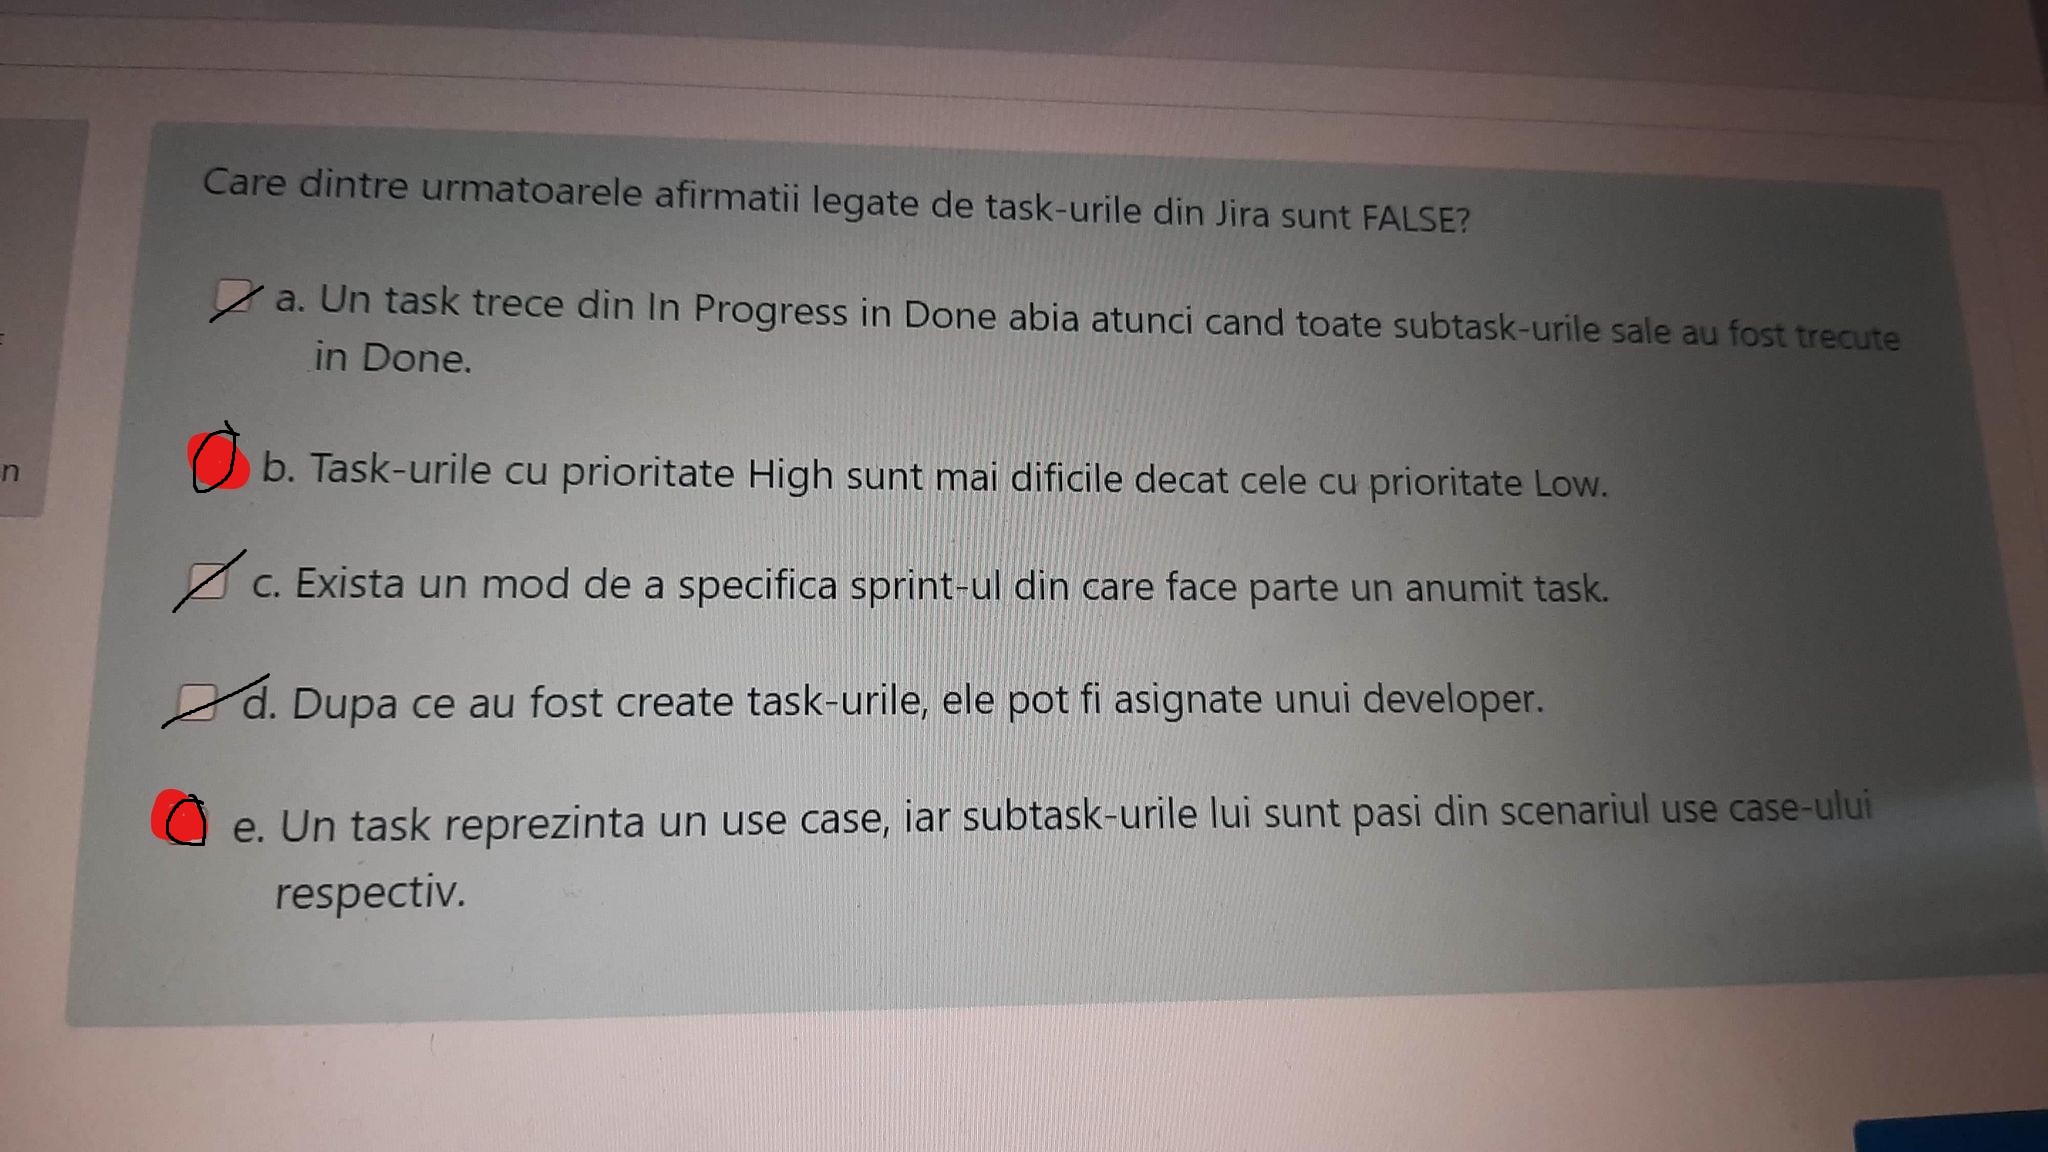 Care dintre urmatoarele afirmatii legate de task-urile din Jira sunt FALSE?
a. Un task trece din In Progress in Done abia atunci cand toate subtask-urile sale au fost trecute
in Done.
n
b. Task-urile cu prioritate High sunt mai dificile decat cele cu prioritate Low.
c. Exista un mod de a specifica sprint-ul din care face parte un anumit task.
d. Dupa ce au fost create task-urile, ele pot fi asignate unui developer.
e. Un task reprezinta un use case, iar subtask-urile lui sunt pasi din scenariul use case-ului
respectiv.